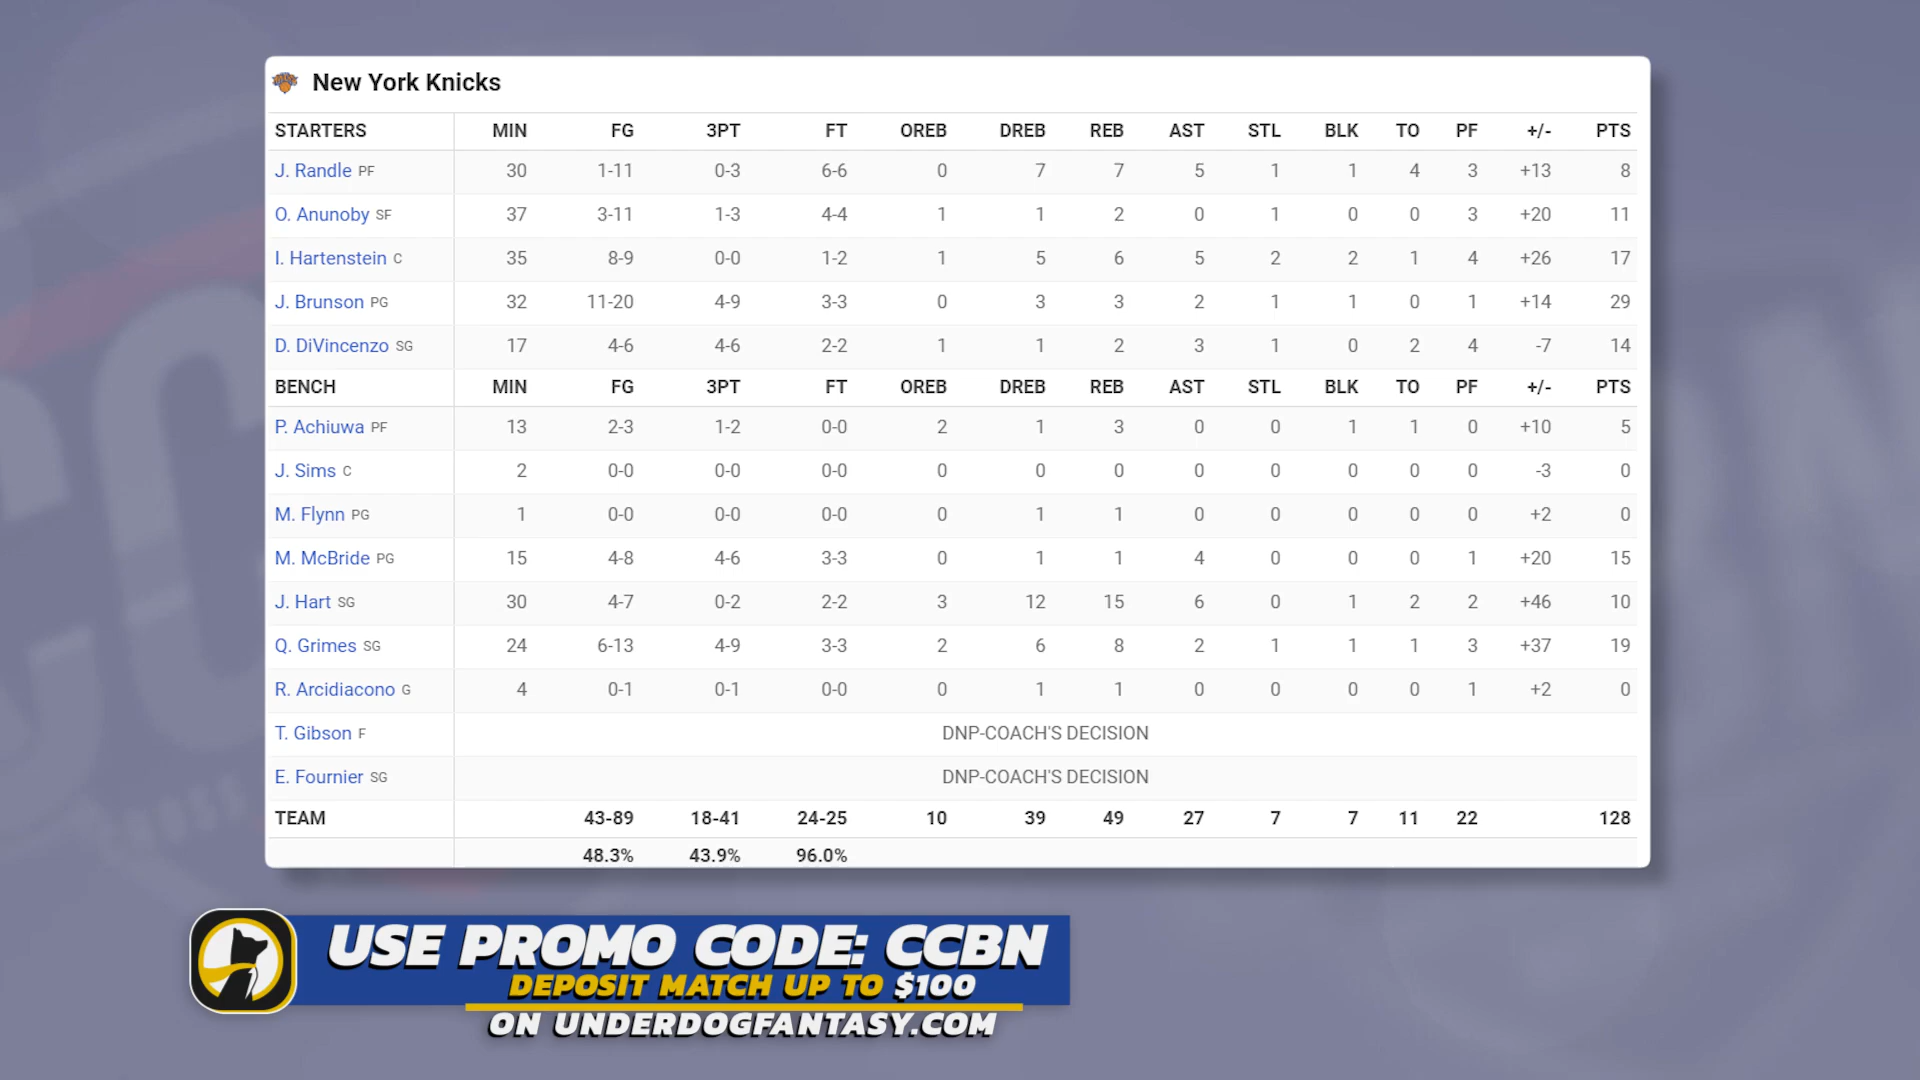 New York Knicks
STARTERS MIN FG 3PT FT OREB DREB REB AST STL BLK TO PF +/- PTS
J. Randle PF 30 1-11 0-3 6-6 0 7 7 5 1 1 4 3 +13 8
O. Anunoby SF 37 3-11 1-3 4-4 1 1 2 0 1 0 0 3 +20 11
I. Hartenstein C 35 8-9 0-0 1-2 1 5 6 5 2 2 1 4 +26 17
J. Brunson PG 32 11-20 4-9 3-3 0 3 3 2 1 1 0 1 +14 29
D. DiVincenzo SG 17 4-6 4-6 2-2 1 1 2 3 1 0 2 4 -7 14
BENCH MIN FG 3PT FT OREB DREB REB AST STL BLK TO PF +/- PTS
P. Achiuwa PF 13 2-3 1-2 0-0 2 1 3 0 0 1 1 0 +10 5
J. Sims C 2 0-0 0-0 0-0 0 0 0 0 0 0 0 0 -3 0
M. Flynn PG 1 0-0 0-0 0-0 0 1 1 0 0 0 0 0 +2 0
M. McBride PG 15 4-8 4-6 3-3 0 1 1 4 0 0 0 1 +20 15
J. Hart SG 30 4-7 0-2 2-2 3 12 15 6 0 1 2 2 +46 10
Q. Grimes SG 24 6-13 4-9 3-3 2 6 8 2 1 1 1 3 +37 19
R. Arcidiacono G 4 0-1 0-1 0-0 0 1 1 0 0 0 0 1 +2 0
T. Gibson F DNP-COACH'S DECISION
E. Fournier SG DNP-COACH'S DECISION
TEAM 43-89 18-41 24-25 10 39 49 27 7 7 11 22 128
48.3% 43.9% 96.0%
USE PROMO CODE: CCBN
DEPOSIT MATCH UP TO $100
ON UNDERDOGFANTASY.COM